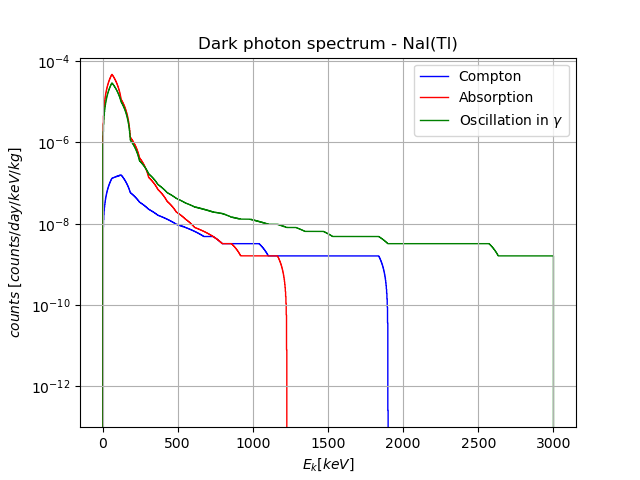 Dark photon spectrum - NaI(Tl)
Compton
Absorption
Oscillation in γ
counts [counts/day/keV/kg]
10⁻⁴
10⁻⁶
10⁻⁸
10⁻¹⁰
10⁻¹²
0 500 1000 1500 2000 2500 3000
E_k[keV]